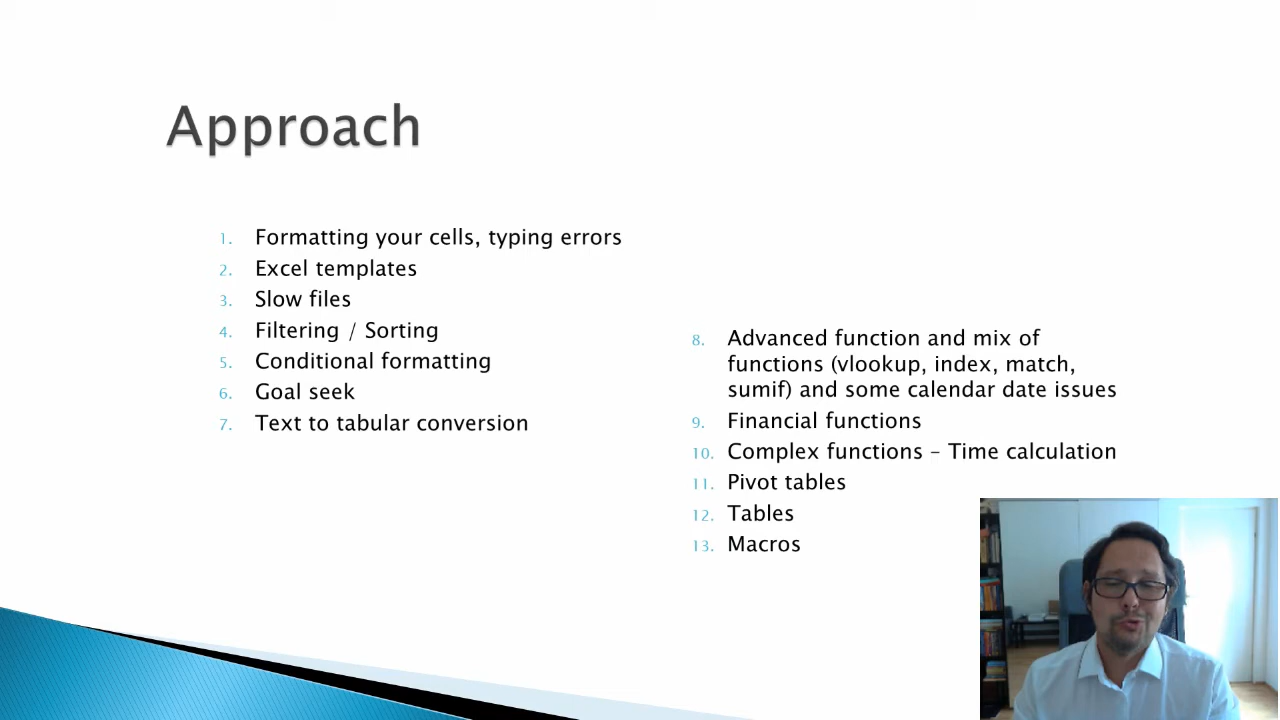 Approach
1. Formatting your cells, typing errors
2. Excel templates
3. Slow files
4. Filtering / Sorting
5. Conditional formatting
6. Goal seek
7. Text to tabular conversion
8. Advanced function and mix of
functions (vlookup, index, match,
sumif) and some calendar date issues
9. Financial functions
10. Complex functions – Time calculation
11. Pivot tables
12. Tables
13. Macros